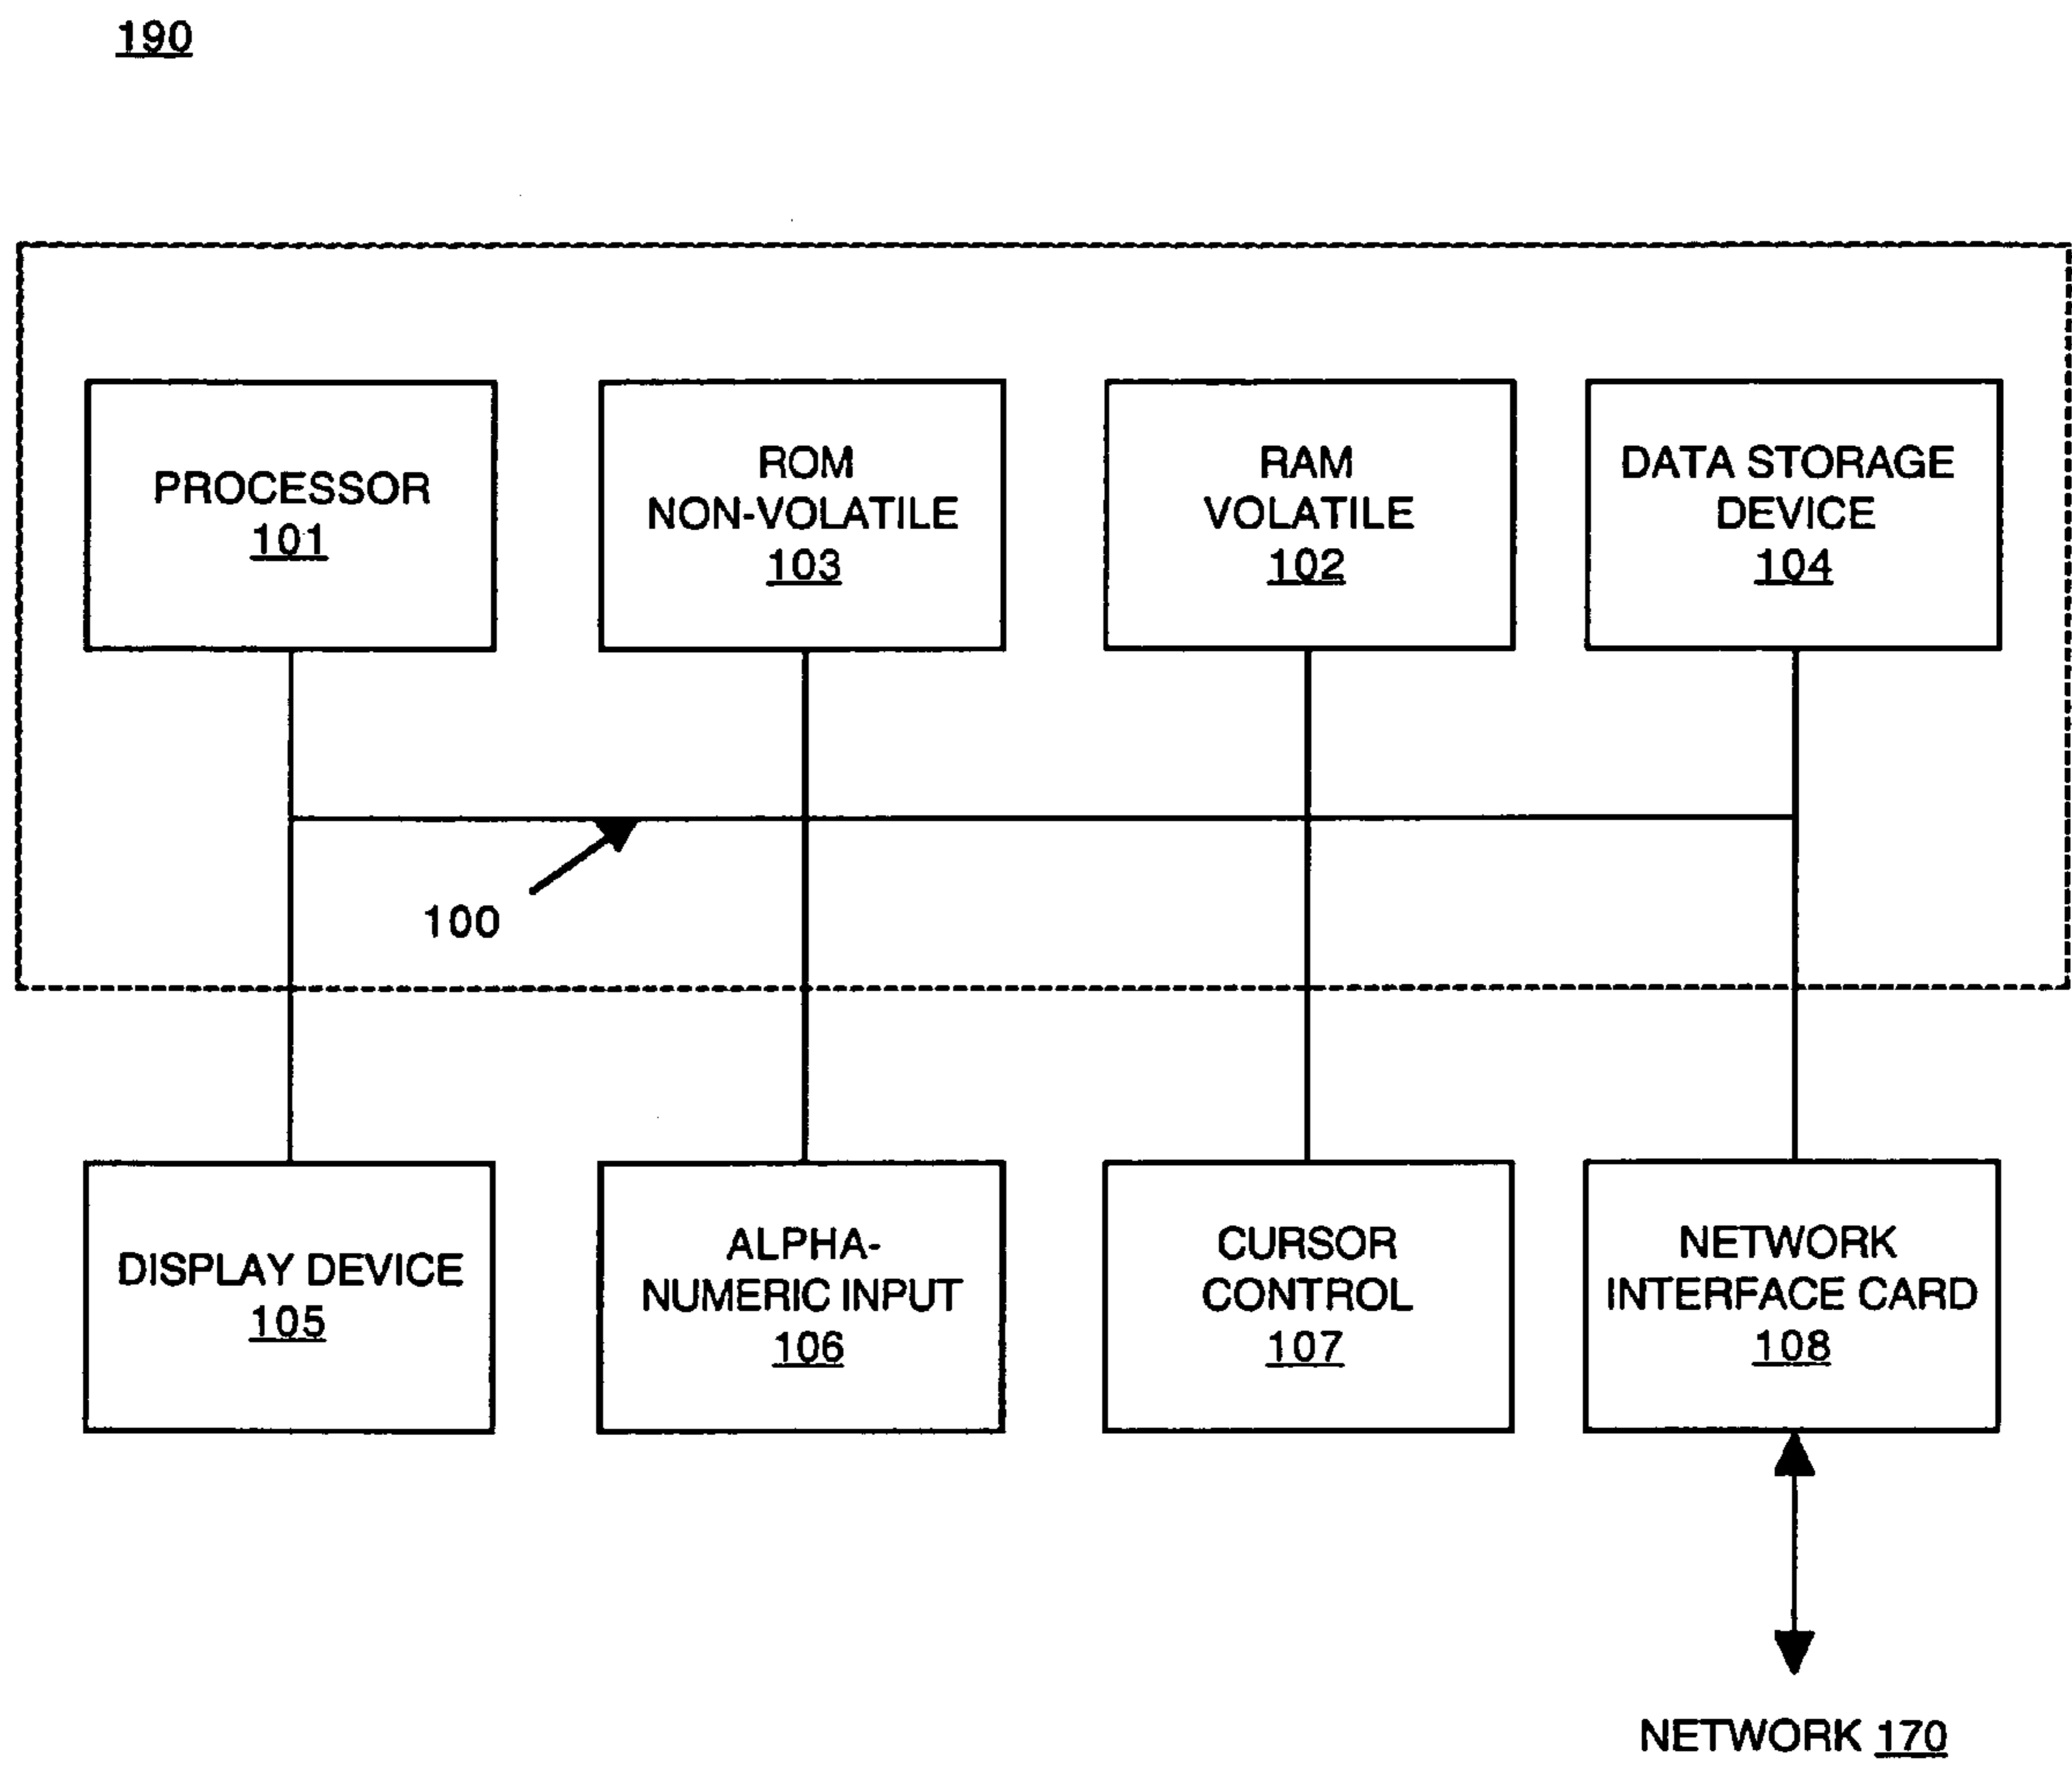 190
PROCESSOR
101
ROM
NON-VOLATILE
103
RAM
VOLATILE
102
DATA STORAGE
DEVICE
104
100
DISPLAY DEVICE
105
ALPHA-
NUMERIC INPUT
106
CURSOR
CONTROL
107
NETWORK
INTERFACE CARD
108
NETWORK 170